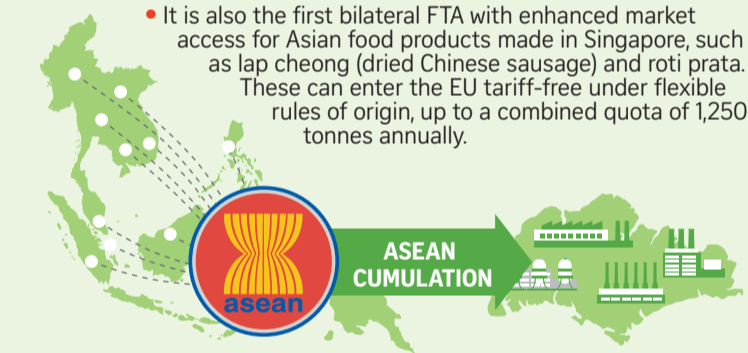 • It is also the first bilateral FTA with enhanced market
access for Asian food products made in Singapore, such
as lap cheong (dried Chinese sausage) and roti prata.
These can enter the EU tariff-free under flexible
rules of origin, up to a combined quota of 1,250
tonnes annually.
ASEAN
CUMULATION
asean